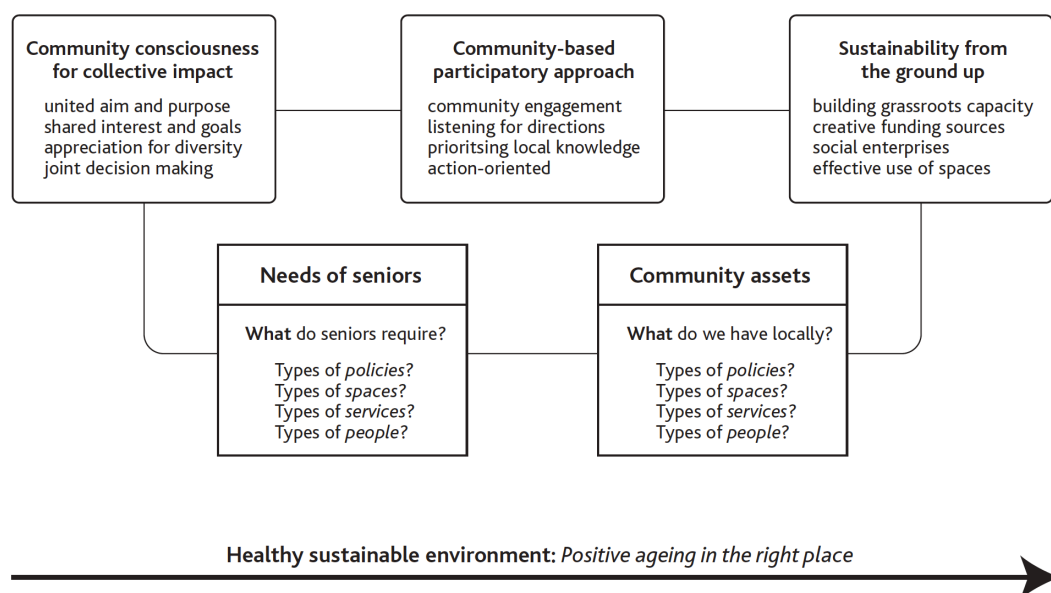 Community consciousness
for collective impact
united aim and purpose
shared interest and goals
appreciation for diversity
joint decision making
Community-based
participatory approach
community engagement
listening for directions
prioritising local knowledge
action-oriented
Sustainability from
the ground up
building grassroots capacity
creative funding sources
social enterprises
effective use of spaces
Needs of seniors
What do seniors require?
Types of policies?
Types of spaces?
Types of services?
Types of people?
Community assets
What do we have locally?
Types of policies?
Types of spaces?
Types of services?
Types of people?
Healthy sustainable environment: Positive ageing in the right place